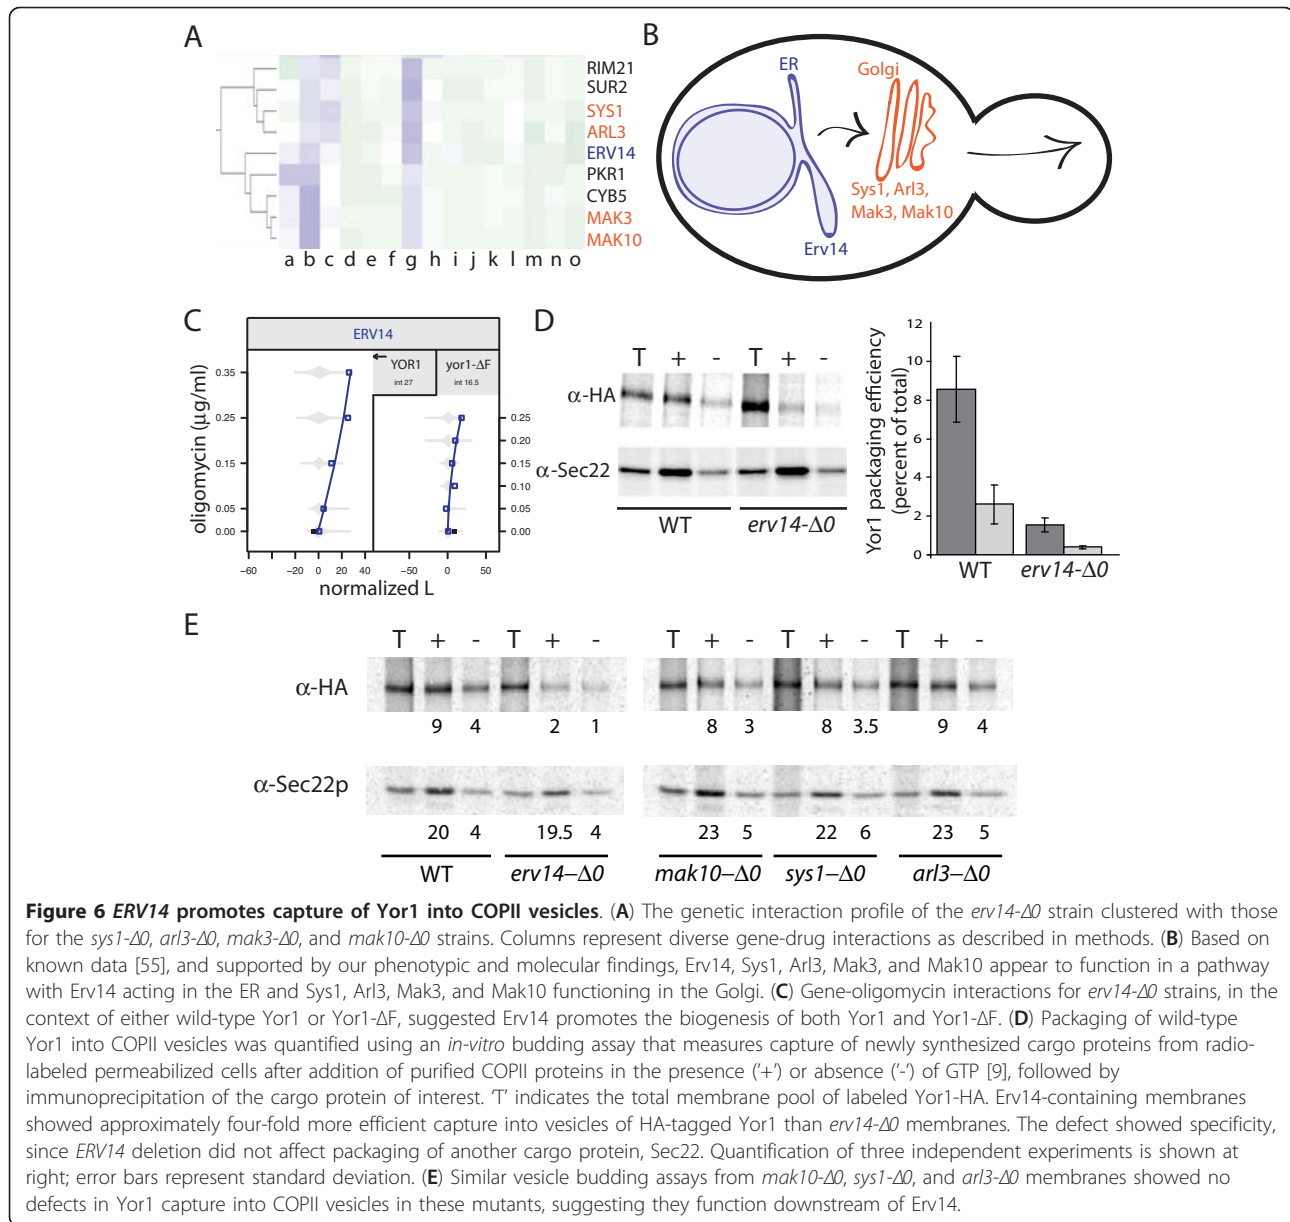 A
RIM21
SUR2
SYS1
ARL3
ERV14
PKR1
CYB5
MAK3
MAK10
a b c d e f g h i j k l m n o
B
ER
Golgi
Sys1, Arl3,
Mak3, Mak10
Erv14
C
ERV14
YOR1
int 27
yor1-ΔF
int 16.5
oligomycin (μg/ml)
0.35
0.25
0.15
0.05
0.00
0.25
0.20
0.15
0.10
0.05
0.00
−60 −20 0 20 40
0 50
normalized L
D
T + - T + -
α-HA
α-Sec22
WT erv14-Δ0
Yor1 packaging efficiency
(percent of total)
12
10
8
6
4
2
0
WT erv14-Δ0
E
T + - T + - T + - T + - T + -
α-HA
9 4 2 1 8 3 8 3.5 9 4
α-Sec22p
20 4 19.5 4 23 5 22 6 23 5
WT erv14–Δ0 mak10–Δ0 sys1–Δ0 arl3–Δ0
Figure 6 ERV14 promotes capture of Yor1 into COPII vesicles. (A) The genetic interaction profile of the erv14-Δ0 strain clustered with those
for the sys1-Δ0, arl3-Δ0, mak3-Δ0, and mak10-Δ0 strains. Columns represent diverse gene-drug interactions as described in methods. (B) Based on
known data [55], and supported by our phenotypic and molecular findings, Erv14, Sys1, Arl3, Mak3, and Mak10 appear to function in a pathway
with Erv14 acting in the ER and Sys1, Arl3, Mak3, and Mak10 functioning in the Golgi. (C) Gene-oligomycin interactions for erv14-Δ0 strains, in the
context of either wild-type Yor1 or Yor1-ΔF, suggested Erv14 promotes the biogenesis of both Yor1 and Yor1-ΔF. (D) Packaging of wild-type
Yor1 into COPII vesicles was quantified using an in-vitro budding assay that measures capture of newly synthesized cargo proteins from radio-
labeled permeabilized cells after addition of purified COPII proteins in the presence ('+') or absence ('-') of GTP [9], followed by
immunoprecipitation of the cargo protein of interest. 'T' indicates the total membrane pool of labeled Yor1-HA. Erv14-containing membranes
showed approximately four-fold more efficient capture into vesicles of HA-tagged Yor1 than erv14-Δ0 membranes. The defect showed specificity,
since ERV14 deletion did not affect packaging of another cargo protein, Sec22. Quantification of three independent experiments is shown at
right; error bars represent standard deviation. (E) Similar vesicle budding assays from mak10-Δ0, sys1-Δ0, and arl3-Δ0 membranes showed no
defects in Yor1 capture into COPII vesicles in these mutants, suggesting they function downstream of Erv14.